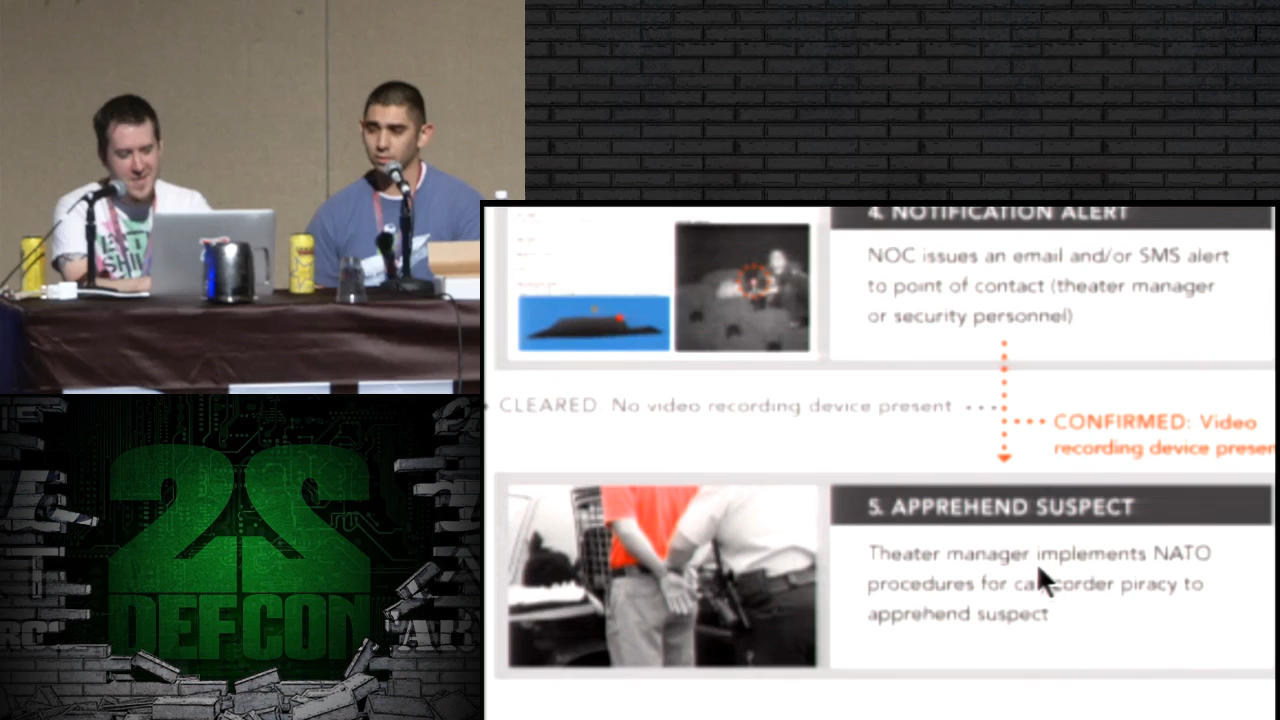 4. NOTIFICATION ALERT
NOC issues an email and/or SMS alert
to point of contact (theater manager
or security personnel)
CLEARED No video recording device present
CONFIRMED: Video
recording device presen
5. APPREHEND SUSPECT
Theater manager implements NATO
procedures for camcorder piracy to
apprehend suspect
22
DEFCON